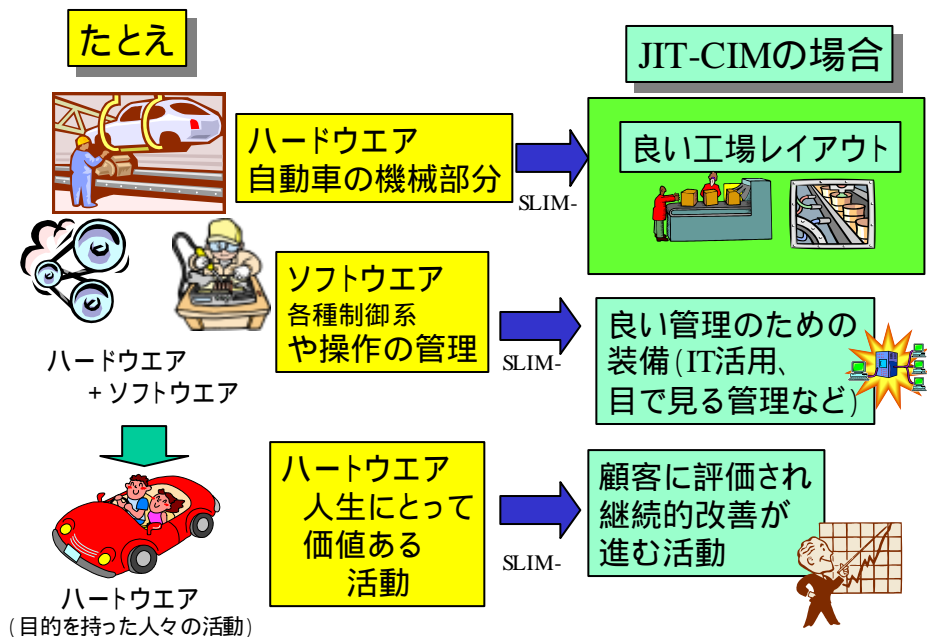 たとえ
JIT-CIMの場合
ハードウエア
自動車の機械部分
SLIM-
良い工場レイアウト
ソフトウエア
各種制御系
や操作の管理
SLIM-
良い管理のための
装備(IT活用、
目で見る管理など)
ハードウエア
+ソフトウエア
ハートウエア
人生にとって
価値ある
活動
SLIM-
顧客に評価され
継続的改善が
進む活動
ハートウエア
(目的を持った人々の活動)